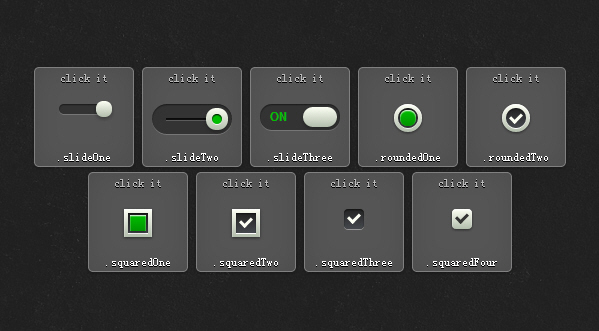 click it
click it
click it
click it
click it
ON
.slideOne
.slideTwo
.slideThree
.roundedOne
.roundedTwo
click it
click it
click it
click it
.squaredOne
.squaredTwo
.squaredThree
.squaredFour